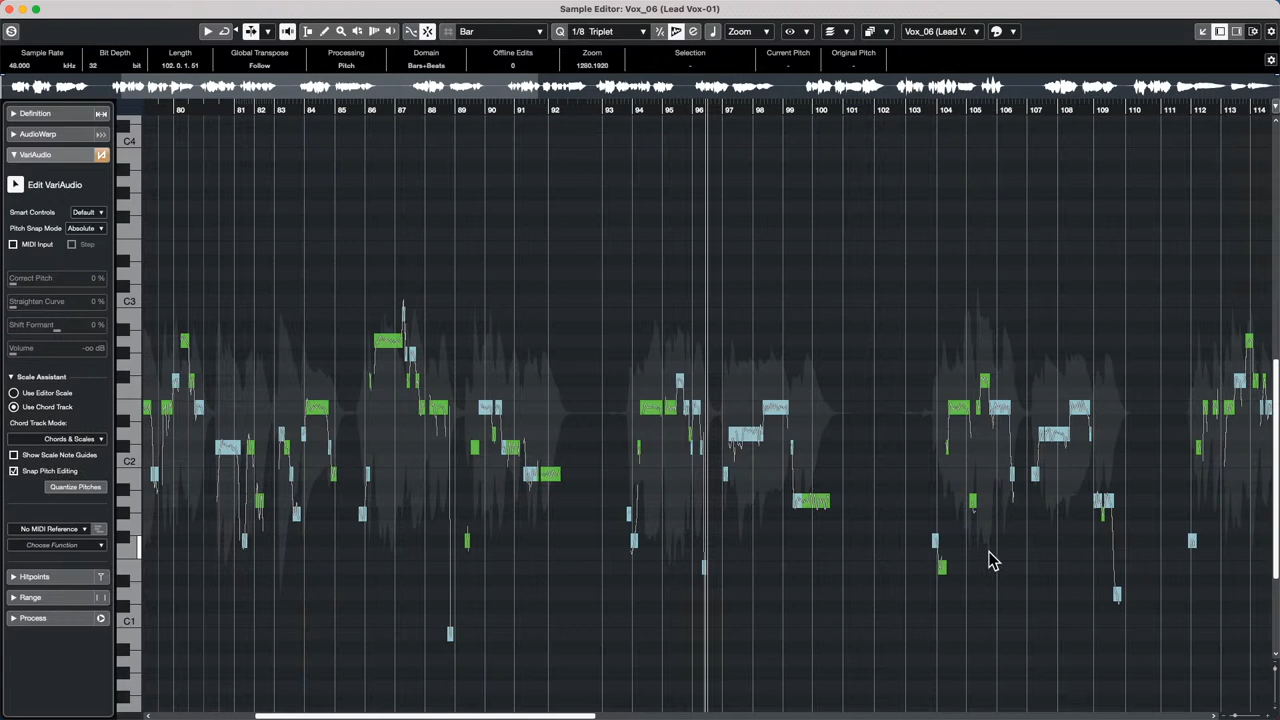 Sample Editor: Vox_06 (Lead Vox-01)
Bar
1/8 Triplet
Zoom
Vox_06 (Lead V.
Sample Rate Bit Depth Length Global Transpose Processing Domain Offline Edits Zoom Selection Current Pitch Original Pitch
48.000 kHz 32 bit 102. 0. 1. 51 Follow Pitch Bars+Beats 0 1280.1920 - - -
Definition
80 81 82 83 84 85 86 87 88 89 90 91 92 93 94 95 96 97 98 99 100 101 102 103 104 105 106 107 108 109 110 111 112 113 114
AudioWarp
C4
VariAudio
Edit VariAudio
Smart Controls Default
Pitch Snap Mode Absolute
MIDI Input Step
Correct Pitch 0 %
Straighten Curve 0 %
C3
Shift Formant 0 %
Volume -oo dB
Scale Assistant
Use Editor Scale
Use Chord Track
Chord Track Mode:
Chords & Scales
Show Scale Note Guides
C2
Snap Pitch Editing
Quantize Pitches
No MIDI Reference
Choose Function
Hitpoints
Range
Process
C1